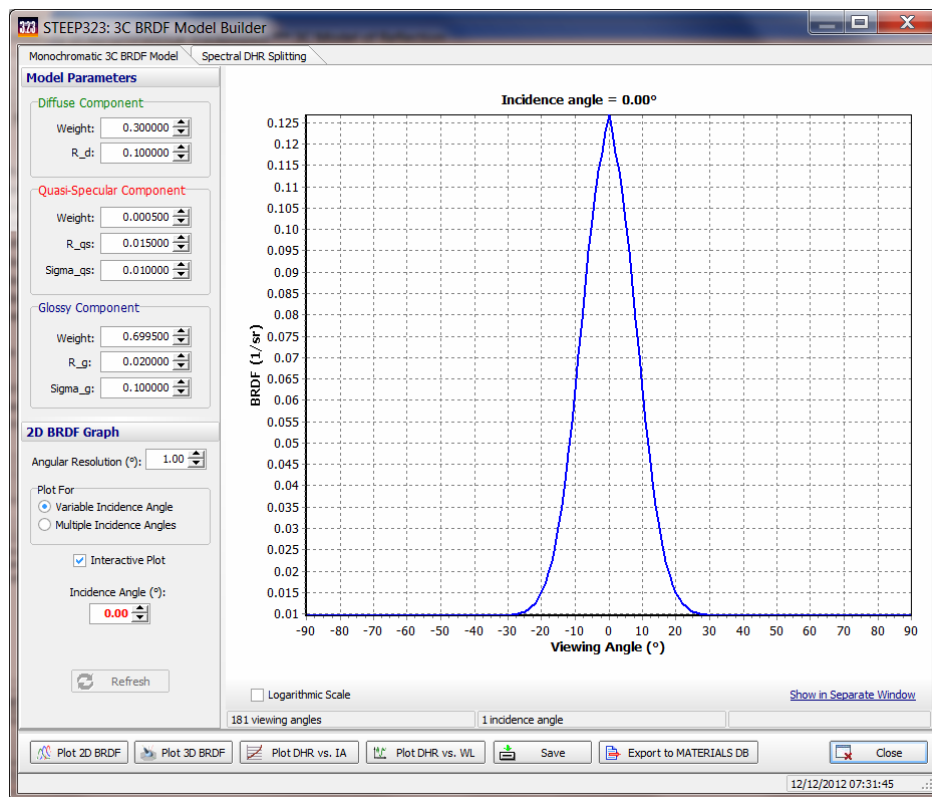 323 STEEP323: 3C BRDF Model Builder
Monochromatic 3C BRDF Model
Spectral DHR Splitting
Model Parameters
Diffuse Component
Weight: 0.300000
R_d: 0.100000
Quasi-Specular Component
Weight: 0.000500
R_qs: 0.015000
Sigma_qs: 0.010000
Glossy Component
Weight: 0.699500
R_g: 0.020000
Sigma_g: 0.100000
2D BRDF Graph
Angular Resolution (º): 1.00
Plot For
Variable Incidence Angle
Multiple Incidence Angles
Interactive Plot
Incidence Angle (º):
0.00
Refresh
Incidence angle = 0.00º
0.125
0.12
0.115
0.11
0.105
0.1
0.095
0.09
0.085
0.08
0.075
0.07
0.065
0.06
0.055
0.05
0.045
0.04
0.035
0.03
0.025
0.02
0.015
0.01
BRDF (1/sr)
-90 -80 -70 -60 -50 -40 -30 -20 -10 0 10 20 30 40 50 60 70 80 90
Viewing Angle (º)
Logarithmic Scale
Show in Separate Window
181 viewing angles
1 incidence angle
Plot 2D BRDF
Plot 3D BRDF
Plot DHR vs. IA
Plot DHR vs. WL
Save
Export to MATERIALS DB
Close
12/12/2012 07:31:45